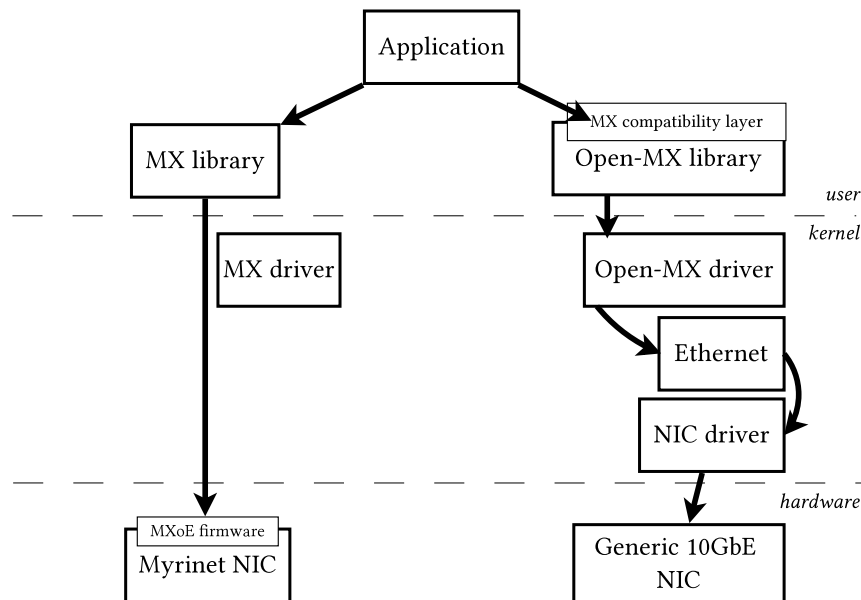 Application
MX compatibility layer
MX library
Open-MX library
user
kernel
MX driver
Open-MX driver
Ethernet
NIC driver
hardware
MXoE firmware
Myrinet NIC
Generic 10GbE
NIC